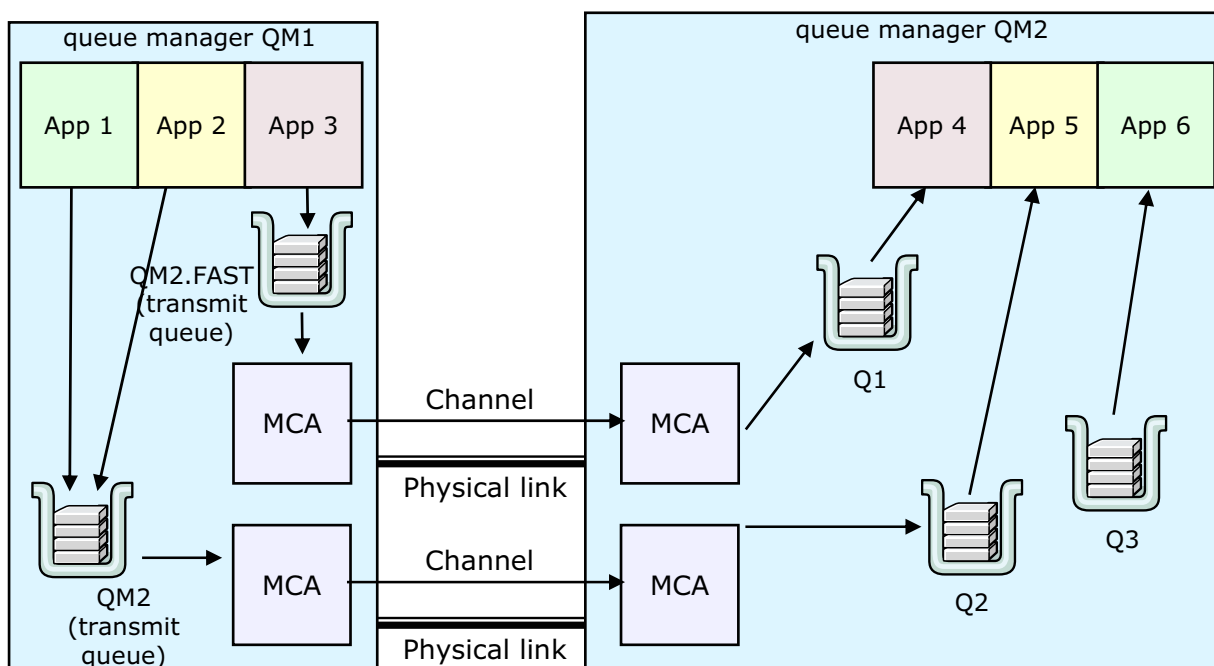 queue manager QM1
queue manager QM2
App 1
App 2
App 3
App 4
App 5
App 6
QM2.FAST
(transmit
queue)
Q1
MCA
Channel
MCA
Physical link
Q3
QM2
(transmit
queue)
MCA
Channel
MCA
Q2
Physical link